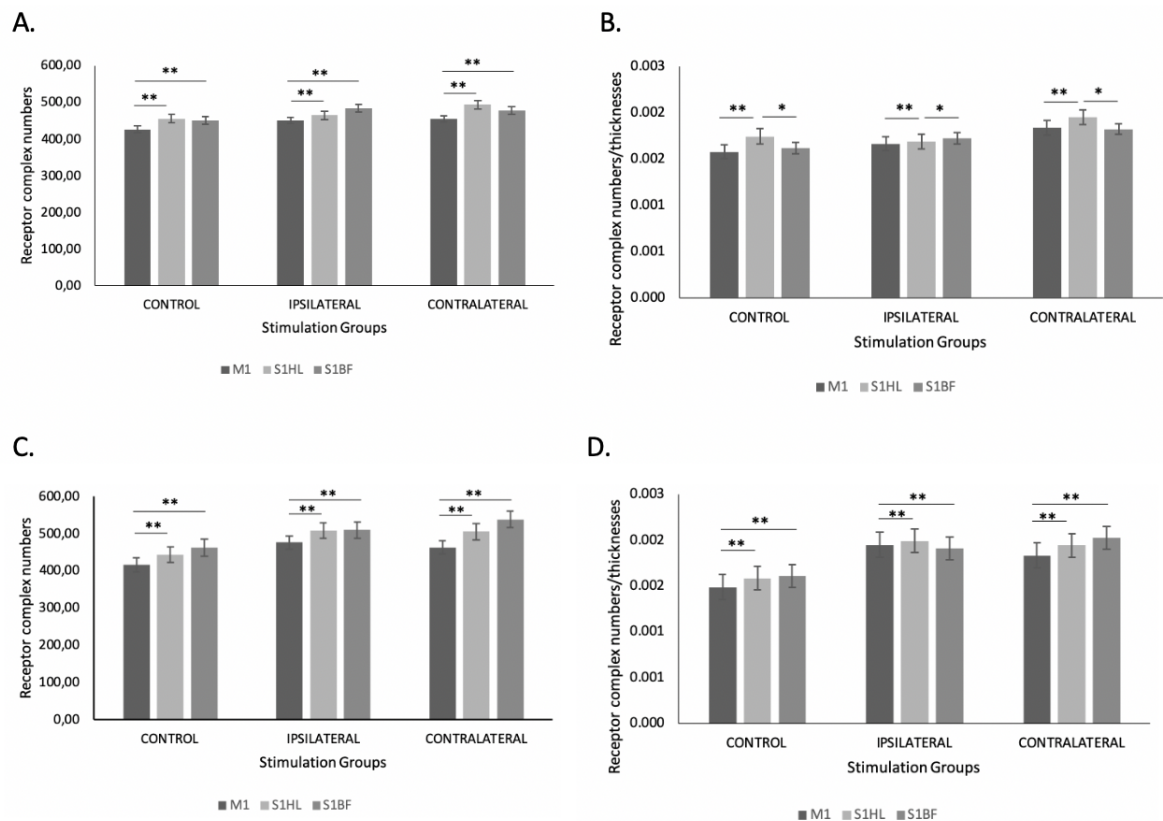 A.
Receptor complex numbers
600,00
500,00
400,00
300,00
200,00
100,00
0,00
** ** ** ** ** **
CONTROL IPSILATERAL CONTRALATERAL
Stimulation Groups
M1 S1HL S1BF
B.
Receptor complex numbers/thicknesses
0.003
0.002
0.002
0.001
0.001
0.000
** * ** * ** *
CONTROL IPSILATERAL CONTRALATERAL
Stimulation Groups
M1 S1HL S1BF
C.
Receptor complex numbers
600,00
500,00
400,00
300,00
200,00
100,00
0,00
** ** ** ** ** **
CONTROL IPSILATERAL CONTRALATERAL
Stimulation Groups
M1 S1HL S1BF
D.
Receptor complex numbers/thicknesses
0.003
0.002
0.002
0.001
0.001
0.000
** ** ** ** ** **
CONTROL IPSILATERAL CONTRALATERAL
Stimulation Groups
M1 S1HL S1BF